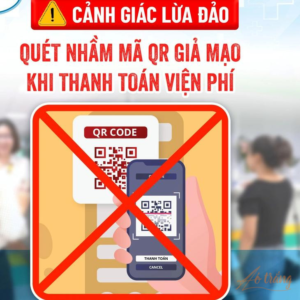 CẢNH GIÁC LỪA ĐẢO
QUÉT NHẦM MÃ QR GIẢ MẠO
KHI THANH TOÁN VIỆN PHÍ
QR CODE
THANH TOÁN
CANCEL